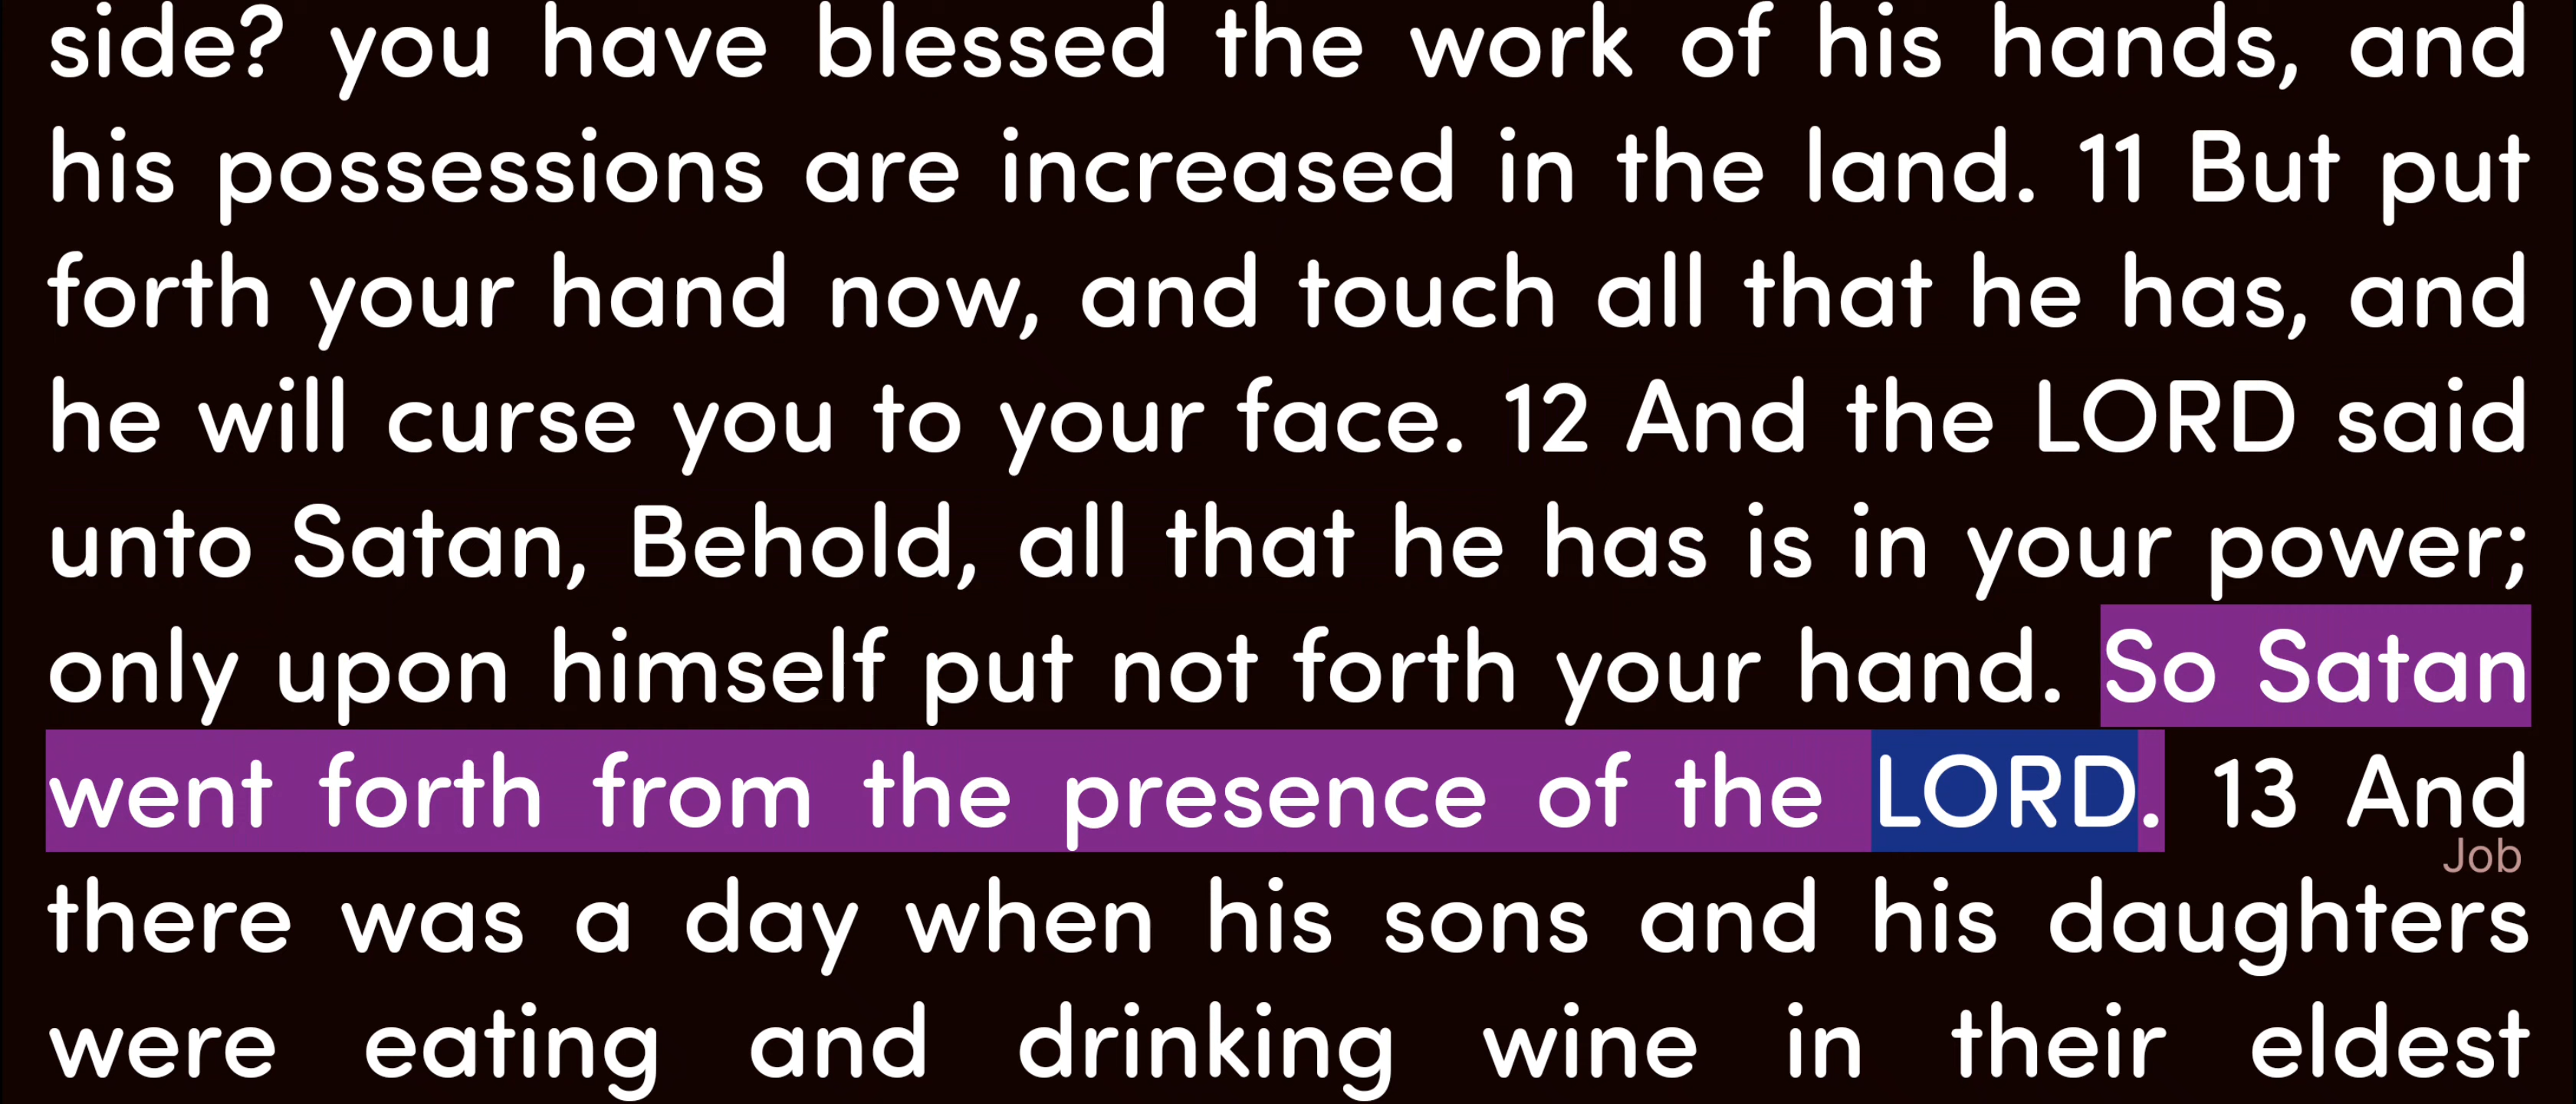 side? you have blessed the work of his hands, and
his possessions are increased in the land. 11 But put
forth your hand now, and touch all that he has, and
he will curse you to your face. 12 And the LORD said
unto Satan, Behold, all that he has is in your power;
only upon himself put not forth your hand. So Satan
went forth from the presence of the LORD. 13 And
Job
there was a day when his sons and his daughters
were eating and drinking wine in their eldest